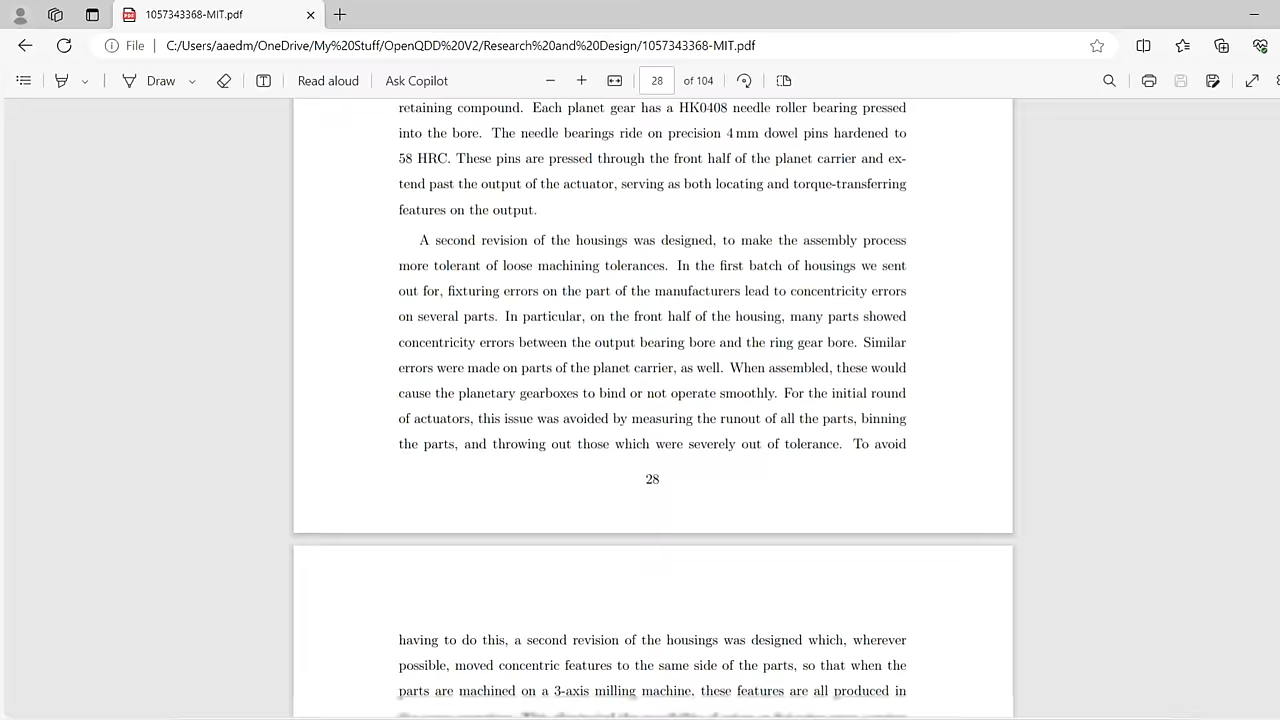 1057343368-MIT.pdf
File
C:/Users/aaedm/OneDrive/My%20Stuff/OpenQDD%20V2/Research%20and%20Design/1057343368-MIT.pdf
Draw
Read aloud
Ask Copilot
28 of 104
retaining compound. Each planet gear has a HK0408 needle roller bearing pressed
into the bore. The needle bearings ride on precision 4 mm dowel pins hardened to
58 HRC. These pins are pressed through the front half of the planet carrier and ex-
tend past the output of the actuator, serving as both locating and torque-transferring
features on the output.
A second revision of the housings was designed, to make the assembly process
more tolerant of loose machining tolerances. In the first batch of housings we sent
out for, fixturing errors on the part of the manufacturers lead to concentricity errors
on several parts. In particular, on the front half of the housing, many parts showed
concentricity errors between the output bearing bore and the ring gear bore. Similar
errors were made on parts of the planet carrier, as well. When assembled, these would
cause the planetary gearboxes to bind or not operate smoothly. For the initial round
of actuators, this issue was avoided by measuring the runout of all the parts, binning
the parts, and throwing out those which were severely out of tolerance. To avoid
28
having to do this, a second revision of the housings was designed which, wherever
possible, moved concentric features to the same side of the parts, so that when the
parts are machined on a 3-axis milling machine, these features are all produced in